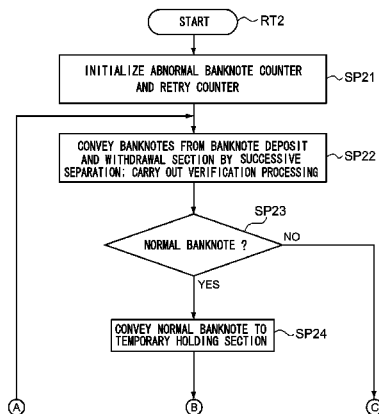 START
RT2
INITIALIZE ABNORMAL BANKNOTE COUNTER
AND RETRY COUNTER
SP21
CONVEY BANKNOTES FROM BANKNOTE DEPOSIT
AND WITHDRAWAL SECTION BY SUCCESSIVE
SEPARATION; CARRY OUT VERIFICATION PROCESSING
SP22
SP23
NORMAL BANKNOTE ?
NO
YES
CONVEY NORMAL BANKNOTE TO
TEMPORARY HOLDING SECTION
SP24
A
B
C